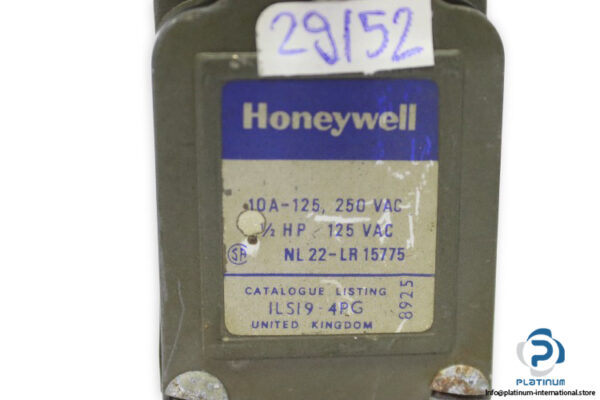 29/52
Honeywell
10A-125, 250 VAC
½ HP 125 VAC
NL 22-LR 15775
CATALOGUE LISTING
1LS19-4PG
UNITED KINGDOM
8925
PLATINUM
info@platinum-international.store